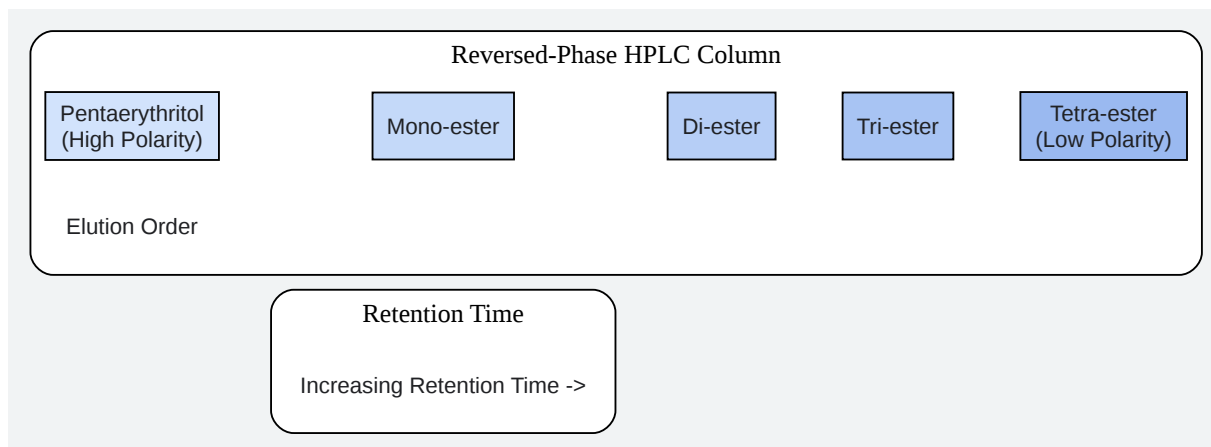 Reversed-Phase HPLC Column
Pentaerythritol
(High Polarity)
Mono-ester
Di-ester
Tri-ester
Tetra-ester
(Low Polarity)
Elution Order
Retention Time
Increasing Retention Time ->